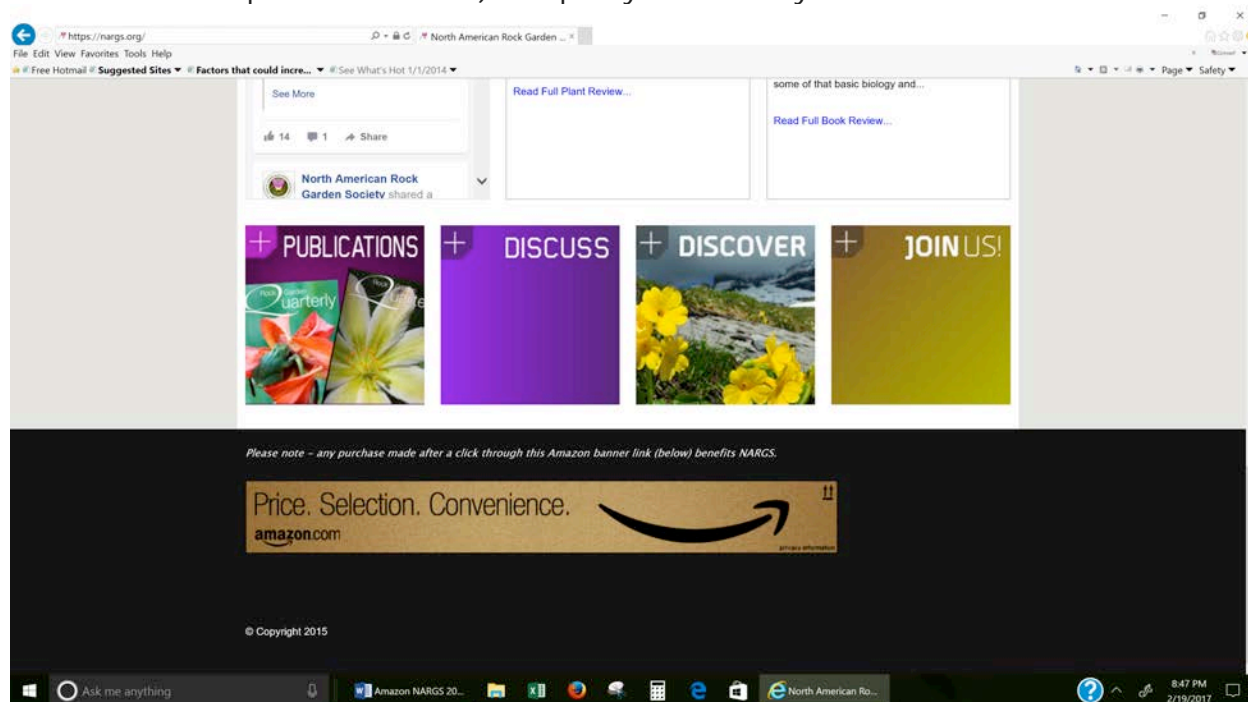 https://nargs.org/
North American Rock Garden ...
File Edit View Favorites Tools Help
Free Hotmail Suggested Sites Factors that could incre... See What's Hot 1/1/2014
Page Safety
See More
14 1 Share
North American Rock
Garden Society shared a
Read Full Plant Review...
some of that basic biology and...
Read Full Book Review...
PUBLICATIONS
Rock Garden
Quarterly
DISCUSS
DISCOVER
JOIN US!
Please note – any purchase made after a click through this Amazon banner link (below) benefits NARGS.
Price. Selection. Convenience.
amazon.com
privacy information
© Copyright 2015
Ask me anything
Amazon NARGS 20...
North American Ro...
8:47 PM
2/19/2017